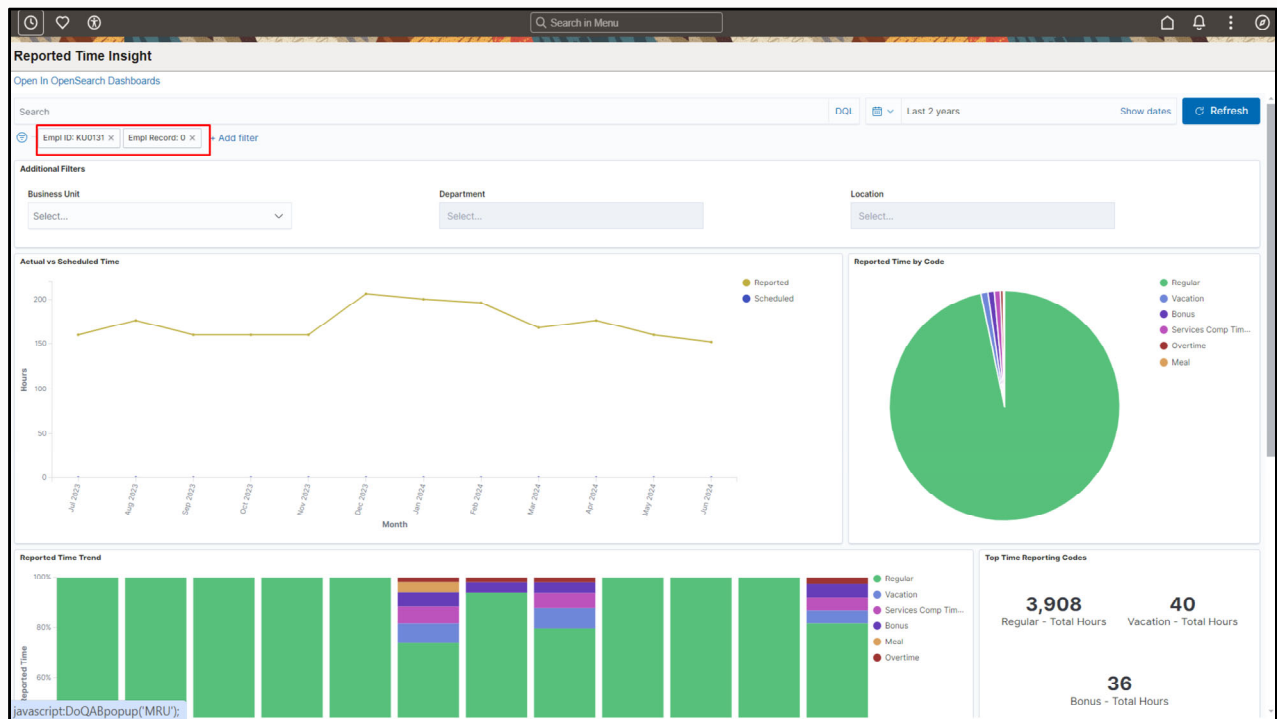 Search in Menu
Reported Time Insight
Open In OpenSearch Dashboards
Search
DQL
Last 2 years
Show dates
Refresh
Empl ID: KU0131 ×
Empl Record: 0 ×
+ Add filter
Additional Filters
Business Unit
Department
Location
Select...
Select...
Select...
Actual vs Scheduled Time
200
150
100
50
0
Hours
Jul 2023
Aug 2023
Sep 2023
Oct 2023
Nov 2023
Dec 2023
Jan 2024
Feb 2024
Mar 2024
Apr 2024
May 2024
Jun 2024
Month
Reported
Scheduled
Reported Time by Code
Regular
Vacation
Bonus
Services Comp Tim...
Overtime
Meal
Reported Time Trend
100%
80%
60%
Reported Time
Regular
Vacation
Services Comp Tim...
Bonus
Meal
Overtime
Top Time Reporting Codes
3,908
Regular - Total Hours
40
Vacation - Total Hours
36
Bonus - Total Hours
javascript:DoQABpopup('MRU');